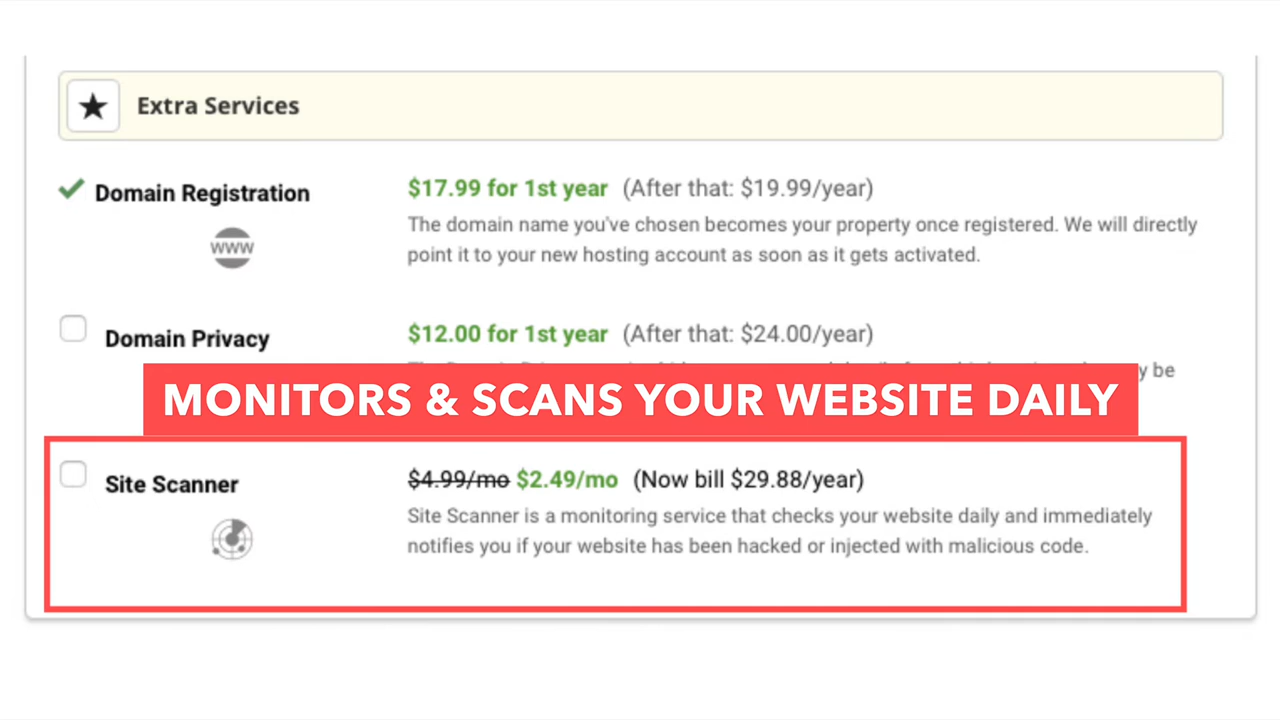 Extra Services
Domain Registration
www
$17.99 for 1st year (After that: $19.99/year)
The domain name you've chosen becomes your property once registered. We will directly
point it to your new hosting account as soon as it gets activated.
Domain Privacy
$12.00 for 1st year (After that: $24.00/year)
y be
MONITORS & SCANS YOUR WEBSITE DAILY
Site Scanner
$4.99/mo $2.49/mo (Now bill $29.88/year)
Site Scanner is a monitoring service that checks your website daily and immediately
notifies you if your website has been hacked or injected with malicious code.